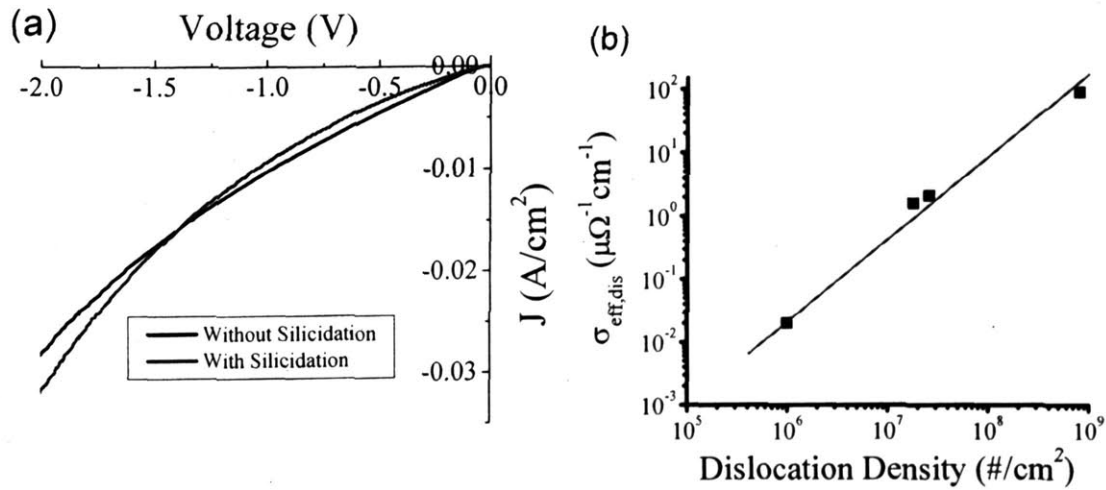 (a)
Voltage (V)
-2.0 -1.5 -1.0 -0.5 0.0
0.00
-0.01
-0.02
-0.03
J (A/cm²)
Without Silicidation
With Silicidation
(b)
10²
10¹
10⁰
10⁻¹
10⁻²
10⁻³
σeff,dis (μΩ⁻¹cm⁻¹)
10⁵ 10⁶ 10⁷ 10⁸ 10⁹
Dislocation Density (#/cm²)